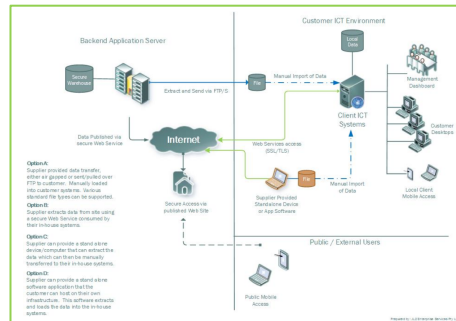 Customer ICT Environment
Backend Application Server
Local
Data
Secure
Warehouse
File
Manual Import of Data
Extract and Send via FTP/S
Management
Dashboard
Client ICT
Systems
Customer
Desktops
Data Published via
secure Web Service
Internet
Web Services access
(SSL/TLS)
Option A:
Supplier provided data transfer,
either air gapped or sent/pulled over
FTP to customer. Manually loaded
into customer systems. Various
standard file types can be supported.
Option B:
Supplier extracts data from site using
a secure Web Service consumed by
their in-house systems.
Option C:
Supplier can provide a stand alone
device/computer that can extract the
data which can then be manually
transferred to their in-house systems.
Option D:
Supplier can provide a stand alone
software application that the
customer can host on their own
infrastructure. This software extracts
and loads the data into the in-house
systems.
Secure Access via
published Web Site
File
Supplier Provided
Standalone Device
or App Software
Manual
Import
of Data
Local Client
Mobile Access
Public / External Users
Public Mobile
Access